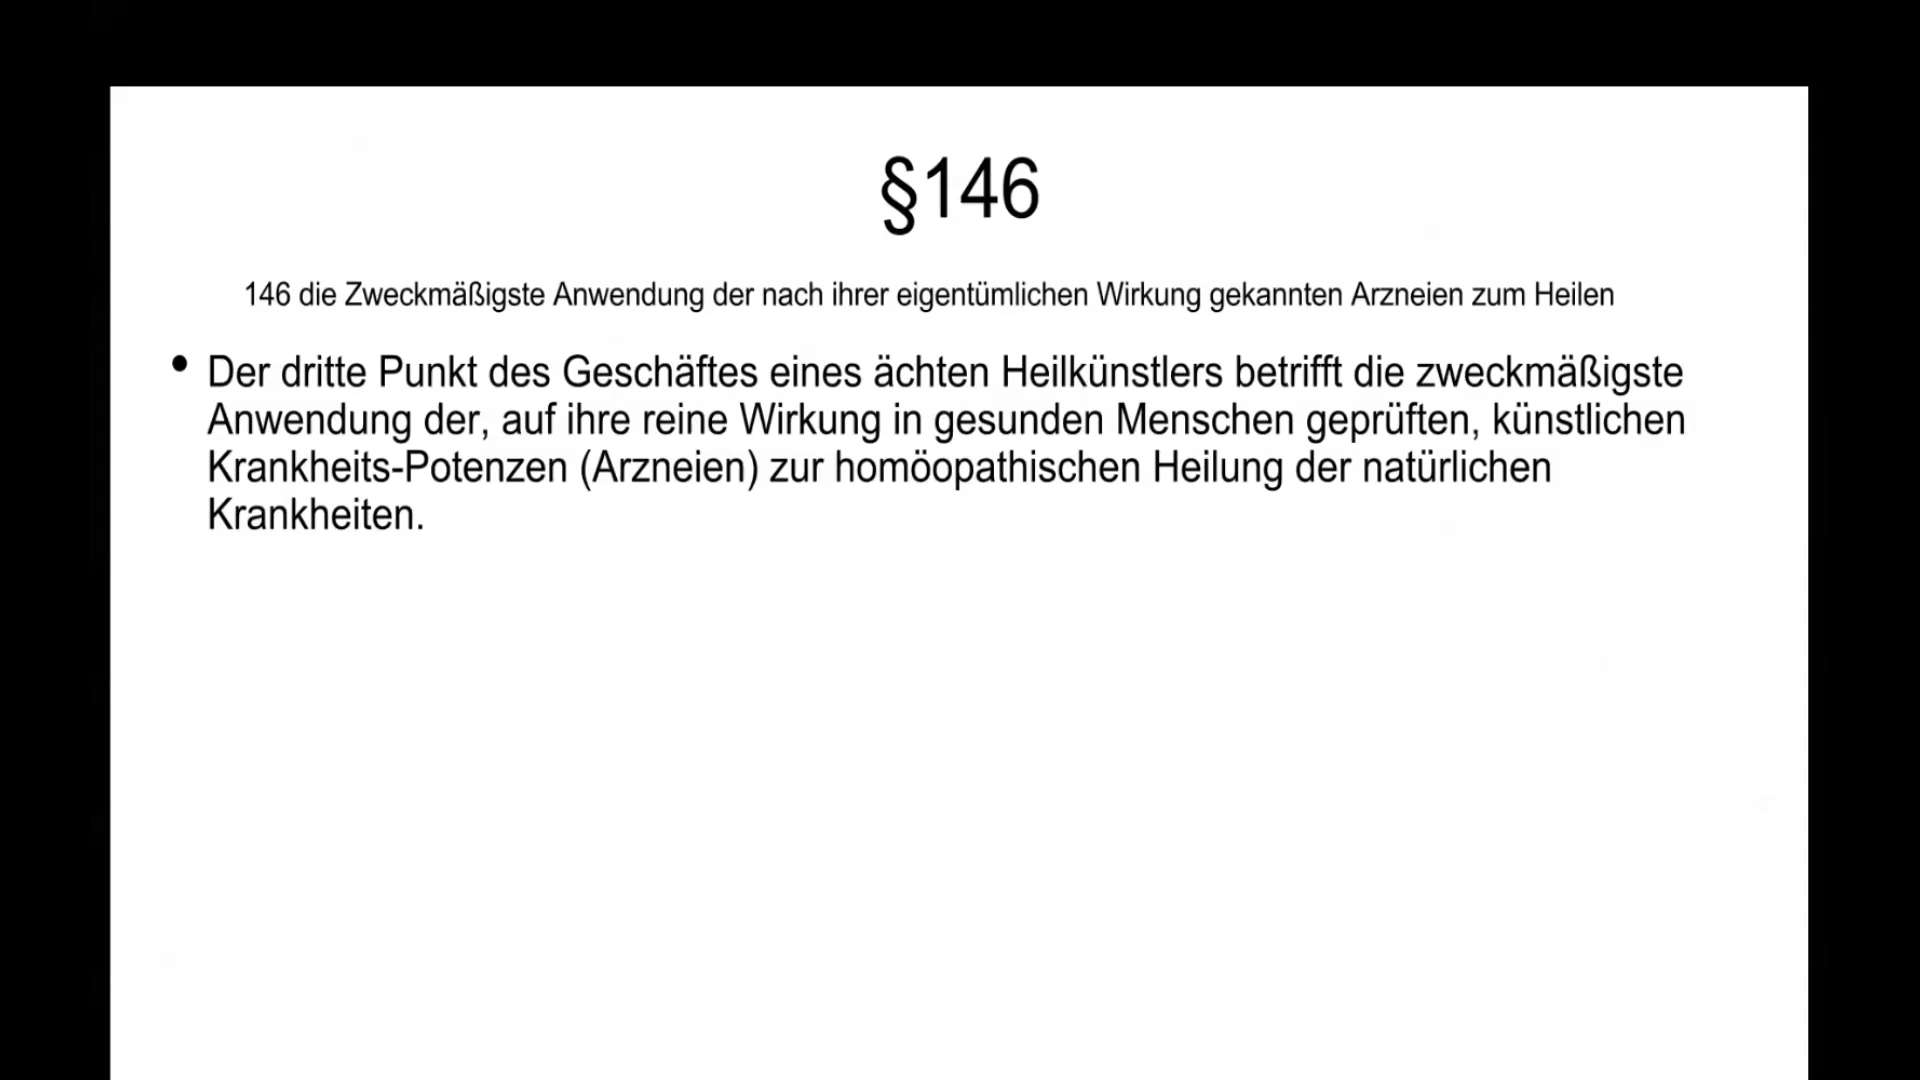 §146
146 die Zweckmäßigste Anwendung der nach ihrer eigentümlichen Wirkung gekannten Arzneien zum Heilen
• Der dritte Punkt des Geschäftes eines ächten Heilkünstlers betrifft die zweckmäßigste
Anwendung der, auf ihre reine Wirkung in gesunden Menschen geprüften, künstlichen
Krankheits-Potenzen (Arzneien) zur homöopathischen Heilung der natürlichen
Krankheiten.